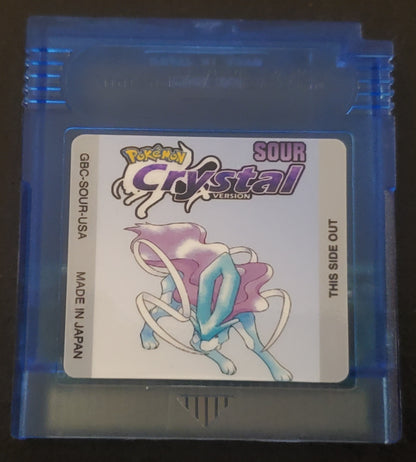 POKéMON
SOUR
Crystal
VERSION
GBC-SOUR-USA
MADE IN JAPAN
THIS SIDE OUT